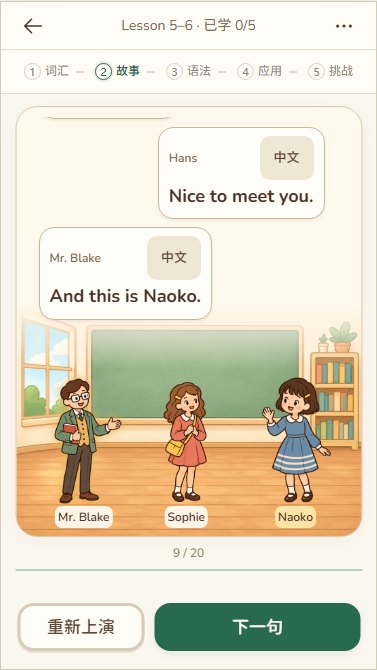 Lesson 5–6 · 已学 0/5
1 词汇 – 2 故事 – 3 语法 – 4 应用 – 5 挑战
Hans 中文
Nice to meet you.
Mr. Blake 中文
And this is Naoko.
Mr. Blake Sophie Naoko
9 / 20
重新上演 下一句